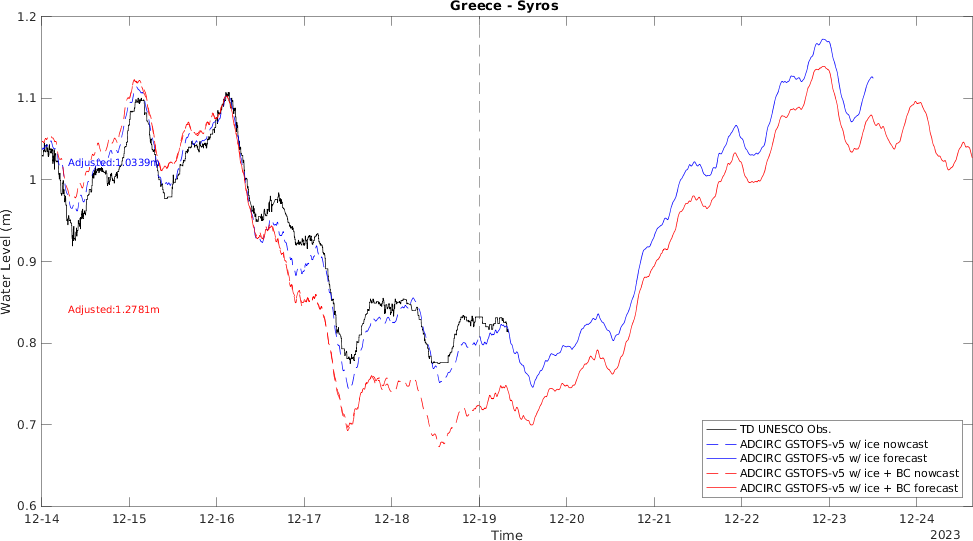 Greece - Syros
1.2
1.1
1
0.9
0.8
0.7
0.6
Water Level (m)
Adjusted:1.0339m
Adjusted:1.2781m
TD UNESCO Obs.
ADCIRC GSTOFS-v5 w/ ice nowcast
ADCIRC GSTOFS-v5 w/ ice forecast
ADCIRC GSTOFS-v5 w/ ice + BC nowcast
ADCIRC GSTOFS-v5 w/ ice + BC forecast
12-14 12-15 12-16 12-17 12-18 12-19 12-20 12-21 12-22 12-23 12-24
Time
2023